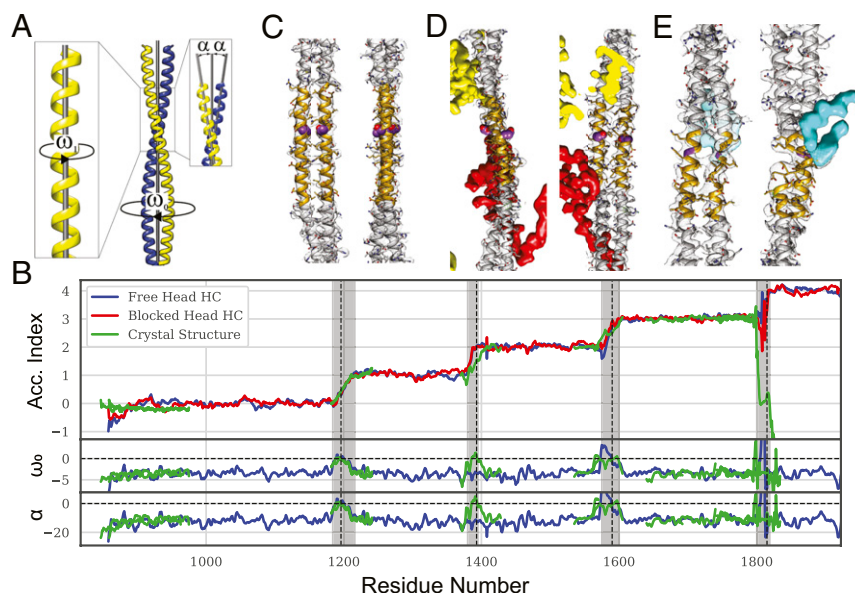 A
C
D
E
α α
ω₁
ω₀
B
Free Head HC
Blocked Head HC
Crystal Structure
Acc. Index
4
3
2
1
0
−1
ω₀
0
−5
α
0
−20
1000 1200 1400 1600 1800
Residue Number